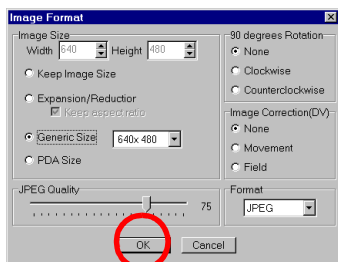 Image Format
Image Size
Width 640 Height 480
Keep Image Size
Expansion/Reductior
Keep aspect ratio
Generic Size 640x 480
PDA Size
JPEG Quality
75
90 degrees Rotation
None
Clockwise
Counterclockwise
Image Correction(DV)
None
Movement
Field
Format
JPEG
OK Cancel